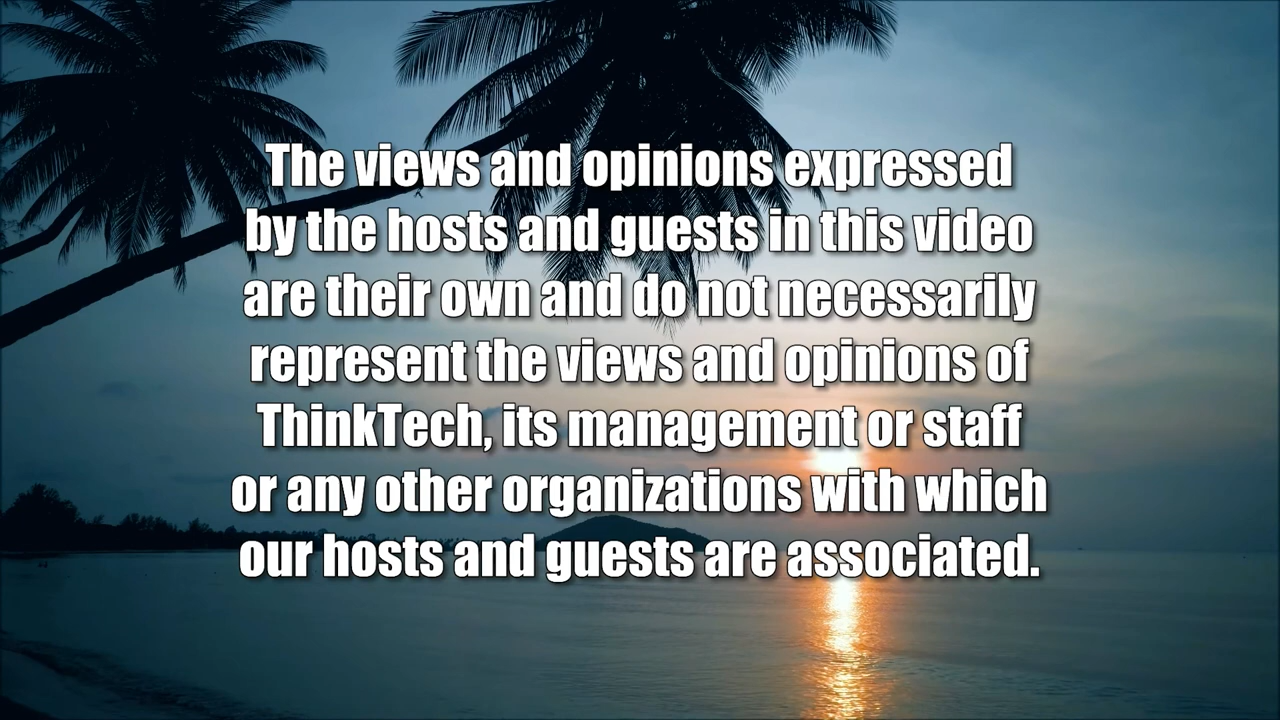 The views and opinions expressed
by the hosts and guests in this video
are their own and do not necessarily
represent the views and opinions of
ThinkTech, its management or staff
or any other organizations with which
our hosts and guests are associated.